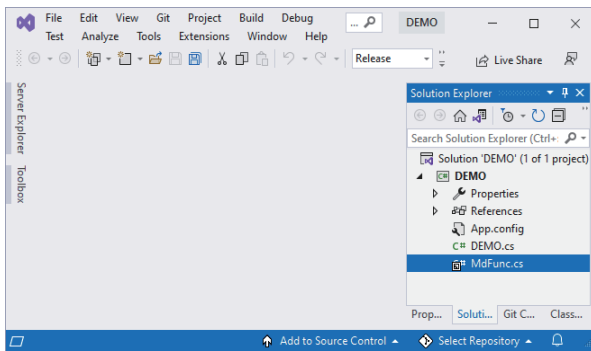 File Edit View Git Project Build Debug ... DEMO
Test Analyze Tools Extensions Window Help
Release Live Share
Server Explorer
Toolbox
Solution Explorer
Search Solution Explorer (Ctrl+
Solution 'DEMO' (1 of 1 project)
C# DEMO
Properties
References
App.config
C# DEMO.cs
MdFunc.cs
Prop... Soluti... Git C... Class...
Add to Source Control Select Repository